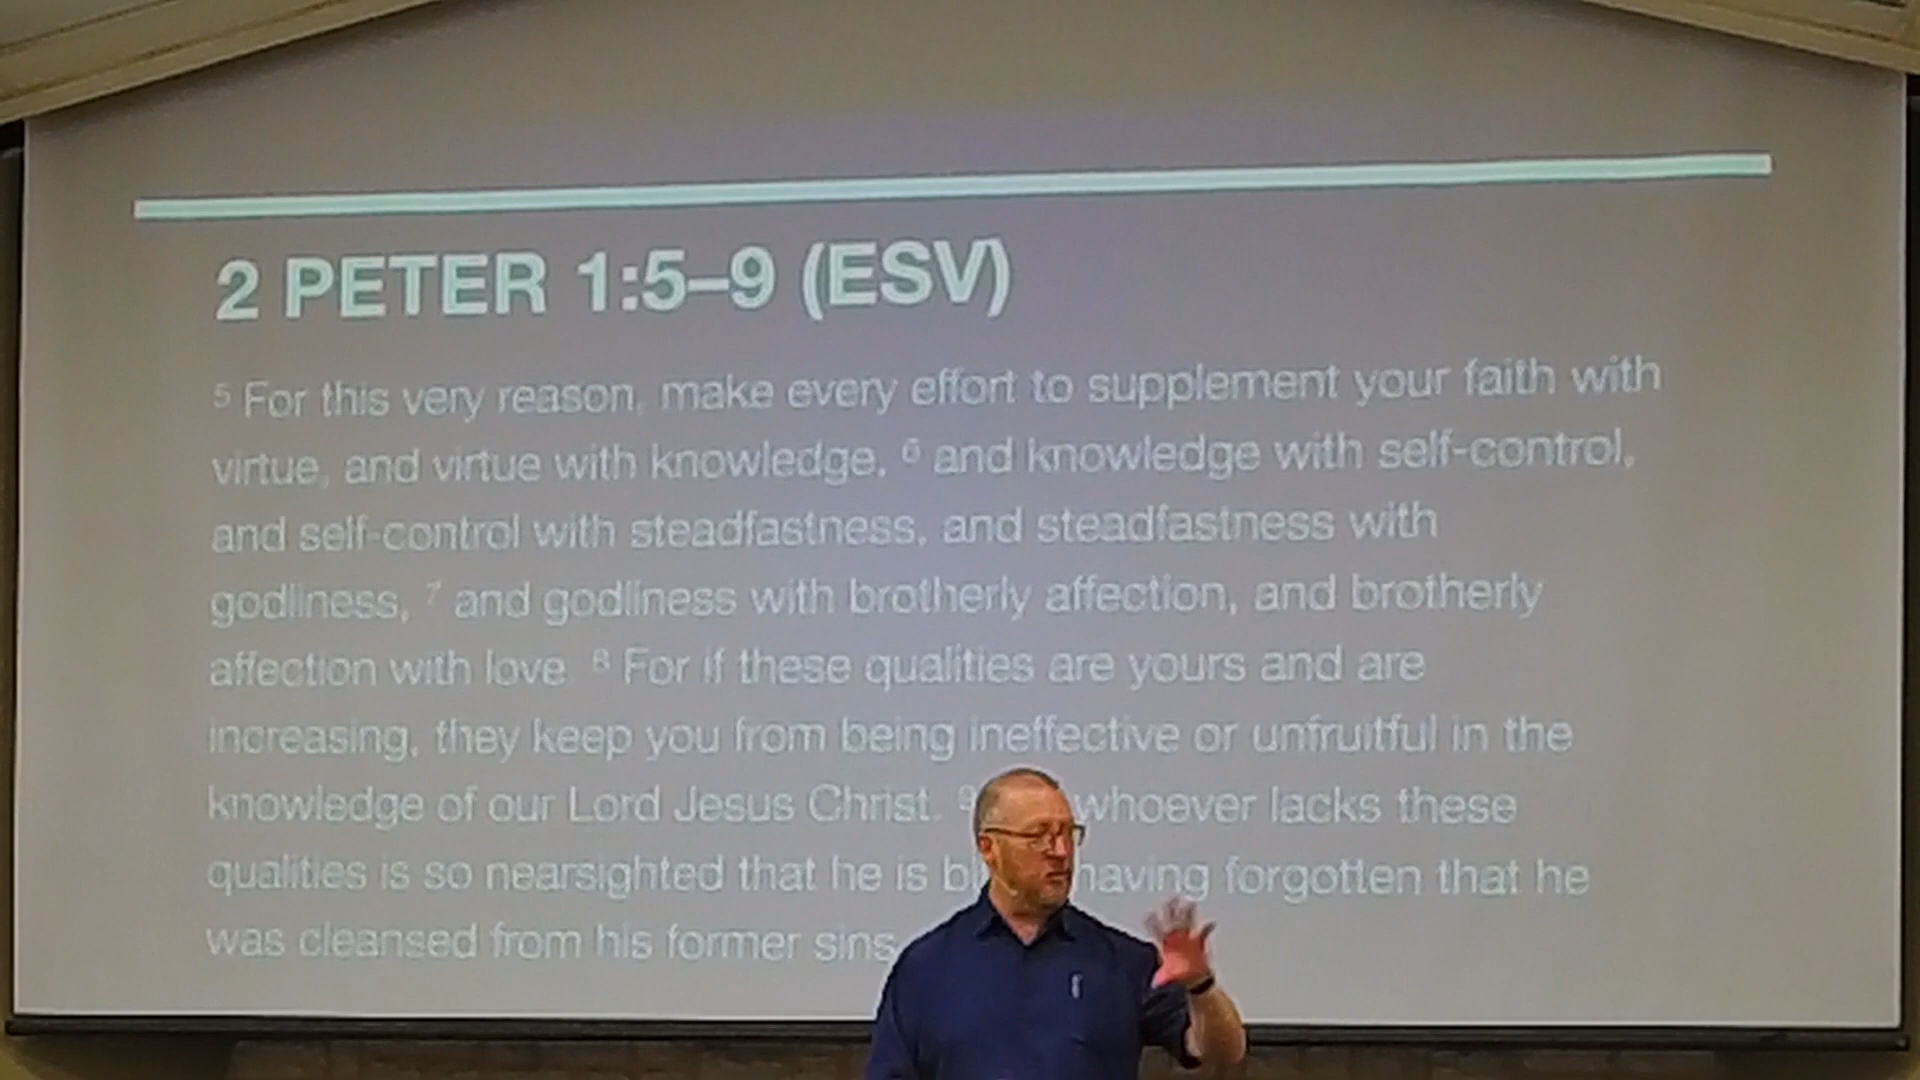 2 PETER 1:5–9 (ESV)
5 For this very reason, make every effort to supplement your faith with
virtue, and virtue with knowledge, 6 and knowledge with self-control,
and self-control with steadfastness, and steadfastness with
godliness, 7 and godliness with brotherly affection, and brotherly
affection with love. 8 For if these qualities are yours and are
increasing, they keep you from being ineffective or unfruitful in the
knowledge of our Lord Jesus Christ. 9 whoever lacks these
qualities is so nearsighted that he is having forgotten that he
was cleansed from his former sins